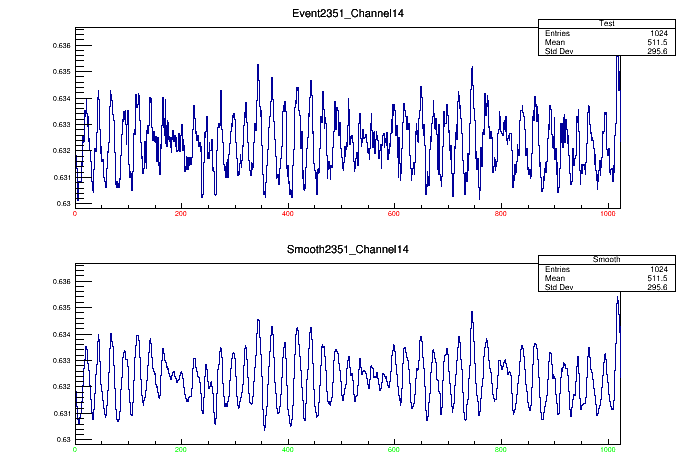 Event2351_Channel14
Test
Entries 1024
Mean 511.5
Std Dev 295.6
0.636
0.635
0.634
0.633
0.632
0.631
0.63
0 200 400 600 800 1000
Smooth2351_Channel14
Smooth
Entries 1024
Mean 511.5
Std Dev 295.6
0.636
0.635
0.634
0.633
0.632
0.631
0.63
0 200 400 600 800 1000